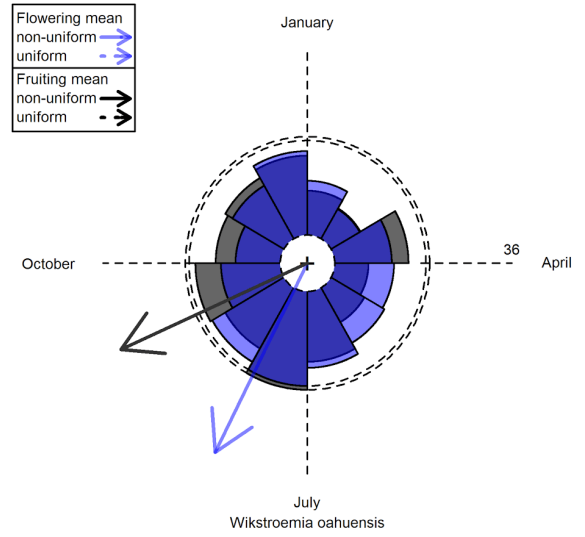 Flowering mean
non-uniform
uniform
Fruiting mean
non-uniform
uniform
January
36
April
October
July
Wikstroemia oahuensis